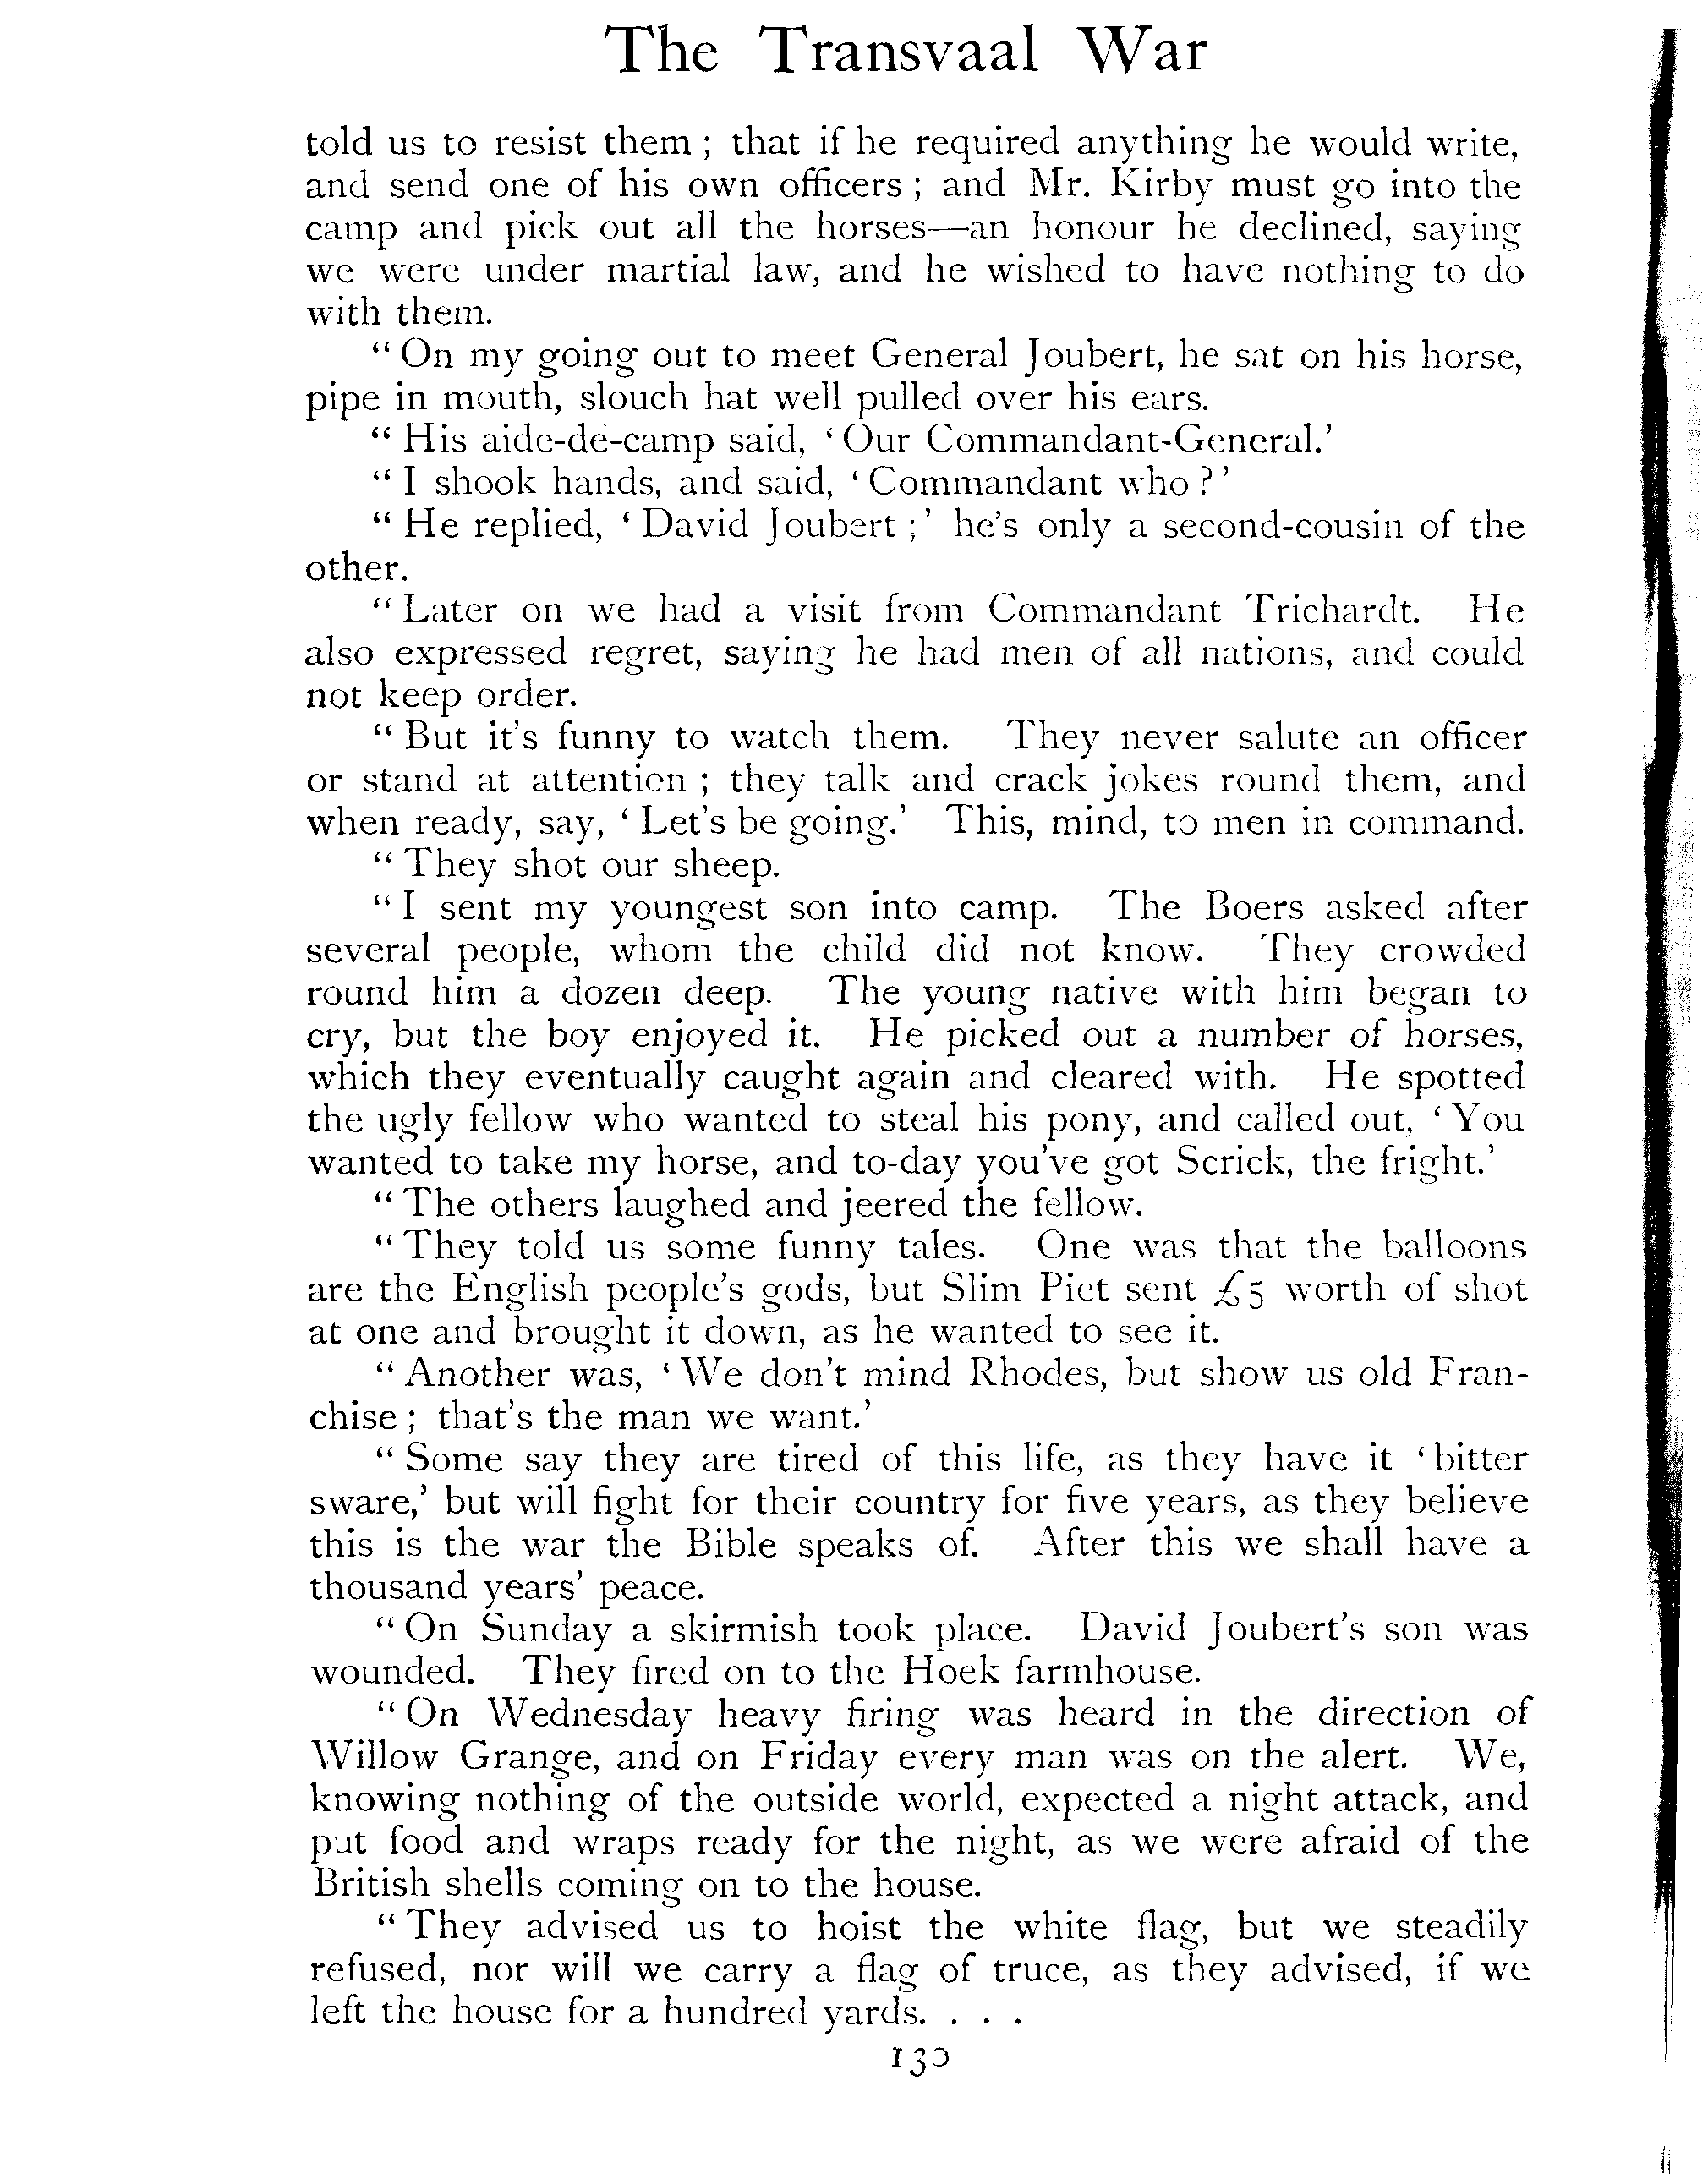 The Transvaal War
told us to resist them ; that if he required anything he would write,
and send one of his own officers ; and Mr. Kirby must go into the
camp and pick out all the horses—an honour he declined, saying
we were under martial law, and he wished to have nothing to do
with them.
“ On my going out to meet General Joubert, he sat on his horse,
pipe in mouth, slouch hat well pulled over his ears.
“ His aide-de-camp said, ‘ Our Commandant-General.’
“ I shook hands, and said, ‘ Commandant who ? ’
“ He replied, ‘ David Joubert ; ’ he’s only a second-cousin of the
other.
“ Later on we had a visit from Commandant Trichardt. He
also expressed regret, saying he had men of all nations, and could
not keep order.
“ But it’s funny to watch them. They never salute an officer
or stand at attention ; they talk and crack jokes round them, and
when ready, say, ‘ Let’s be going.’ This, mind, to men in command.
“ They shot our sheep.
“ I sent my youngest son into camp. The Boers asked after
several people, whom the child did not know. They crowded
round him a dozen deep. The young native with him began to
cry, but the boy enjoyed it. He picked out a number of horses,
which they eventually caught again and cleared with. He spotted
the ugly fellow who wanted to steal his pony, and called out, ‘ You
wanted to take my horse, and to-day you’ve got Scrick, the fright.’
“ The others laughed and jeered the fellow.
“ They told us some funny tales. One was that the balloons
are the English people’s gods, but Slim Piet sent £5 worth of shot
at one and brought it down, as he wanted to see it.
“ Another was, ‘ We don’t mind Rhodes, but show us old Fran-
chise ; that’s the man we want.’
“ Some say they are tired of this life, as they have it ‘ bitter
sware,’ but will fight for their country for five years, as they believe
this is the war the Bible speaks of. After this we shall have a
thousand years’ peace.
“ On Sunday a skirmish took place. David Joubert’s son was
wounded. They fired on to the Hoek farmhouse.
“ On Wednesday heavy firing was heard in the direction of
Willow Grange, and on Friday every man was on the alert. We,
knowing nothing of the outside world, expected a night attack, and
put food and wraps ready for the night, as we were afraid of the
British shells coming on to the house.
“ They advised us to hoist the white flag, but we steadily
refused, nor will we carry a flag of truce, as they advised, if we
left the house for a hundred yards. . . .
130